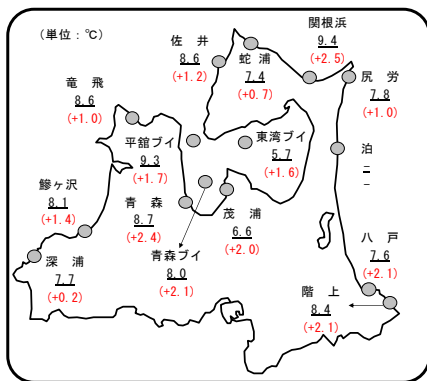 (単位：℃)
関根浜
9.4
(+2.5)
佐井
8.6
(+1.2)
蛇浦
7.4
(+0.7)
尻労
7.8
(+1.0)
竜飛
8.6
(+1.0)
平舘ブイ
9.3
(+1.7)
東湾ブイ
5.7
(+1.6)
泊
－
－
鰺ヶ沢
8.1
(+1.4)
青森
8.7
(+2.4)
茂浦
6.6
(+2.0)
八戸
7.6
(+2.1)
深浦
7.7
(+0.2)
青森ブイ
8.0
(+2.1)
階上
8.4
(+2.1)